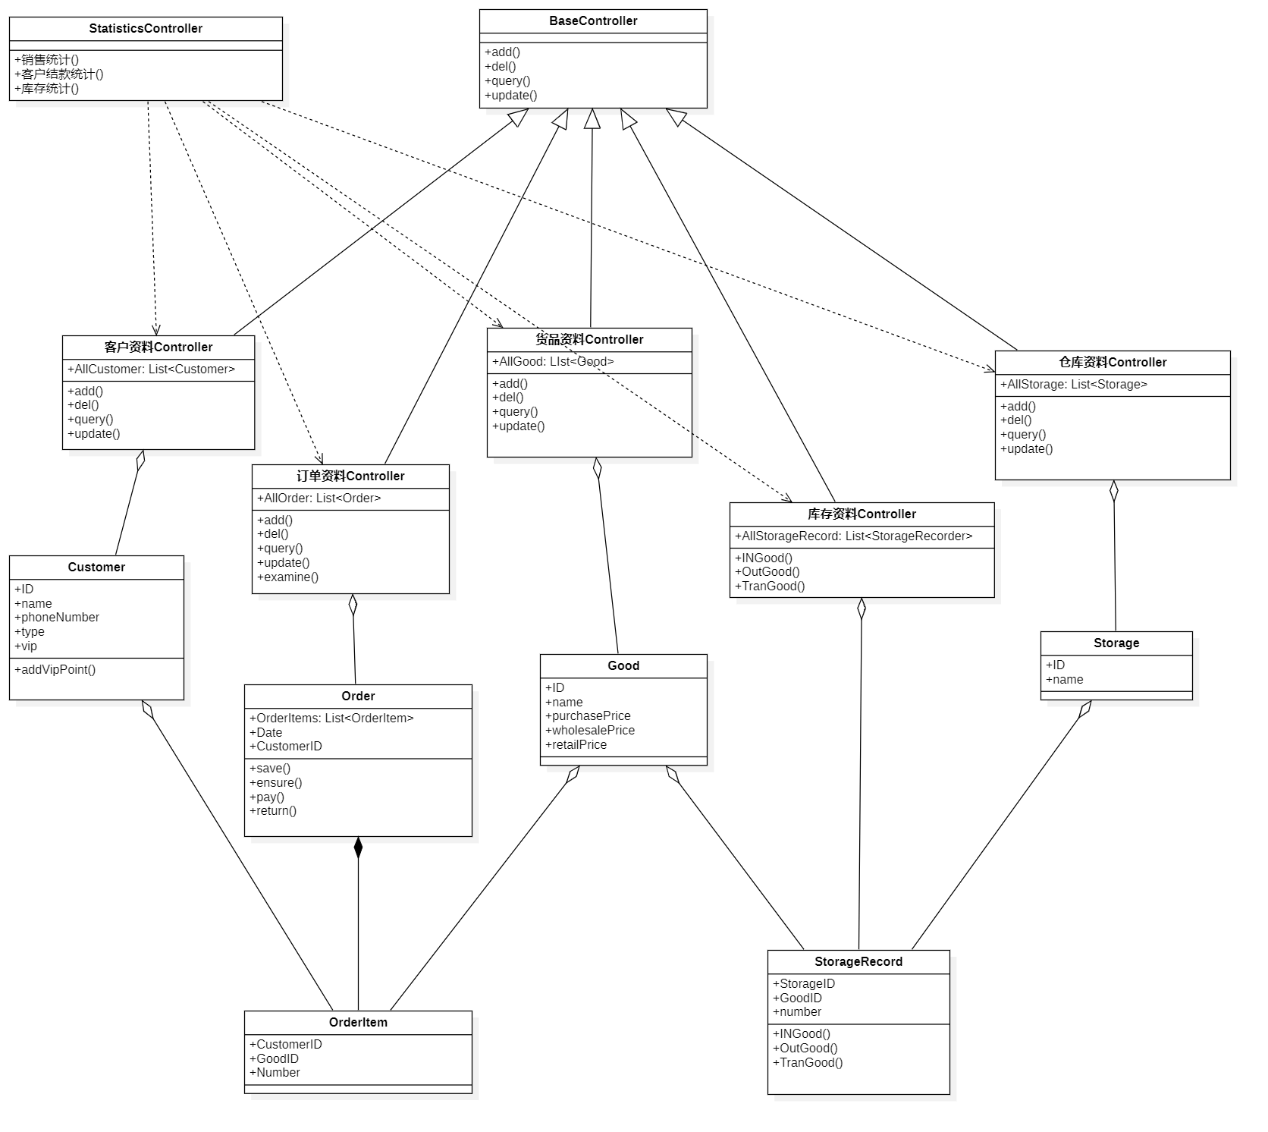 StatisticsController
+销售统计()
+客户结款统计()
+库存统计()
BaseController
+add()
+del()
+query()
+update()
客户资料Controller
+AllCustomer: List<Customer>
+add()
+del()
+query()
+update()
订单资料Controller
+AllOrder: List<Order>
+add()
+del()
+query()
+update()
+examine()
货品资料Controller
+AllGood: LIst<Good>
+add()
+del()
+query()
+update()
库存资料Controller
+AllStorageRecord: List<StorageRecorder>
+INGood()
+OutGood()
+TranGood()
仓库资料Controller
+AllStorage: List<Storage>
+add()
+del()
+query()
+update()
Customer
+ID
+name
+phoneNumber
+type
+vip
+addVipPoint()
Order
+OrderItems: List<OrderItem>
+Date
+CustomerID
+save()
+ensure()
+pay()
+return()
Good
+ID
+name
+purchasePrice
+wholesalePrice
+retailPrice
Storage
+ID
+name
OrderItem
+CustomerID
+GoodID
+Number
StorageRecord
+StorageID
+GoodID
+number
+INGood()
+OutGood()
+TranGood()